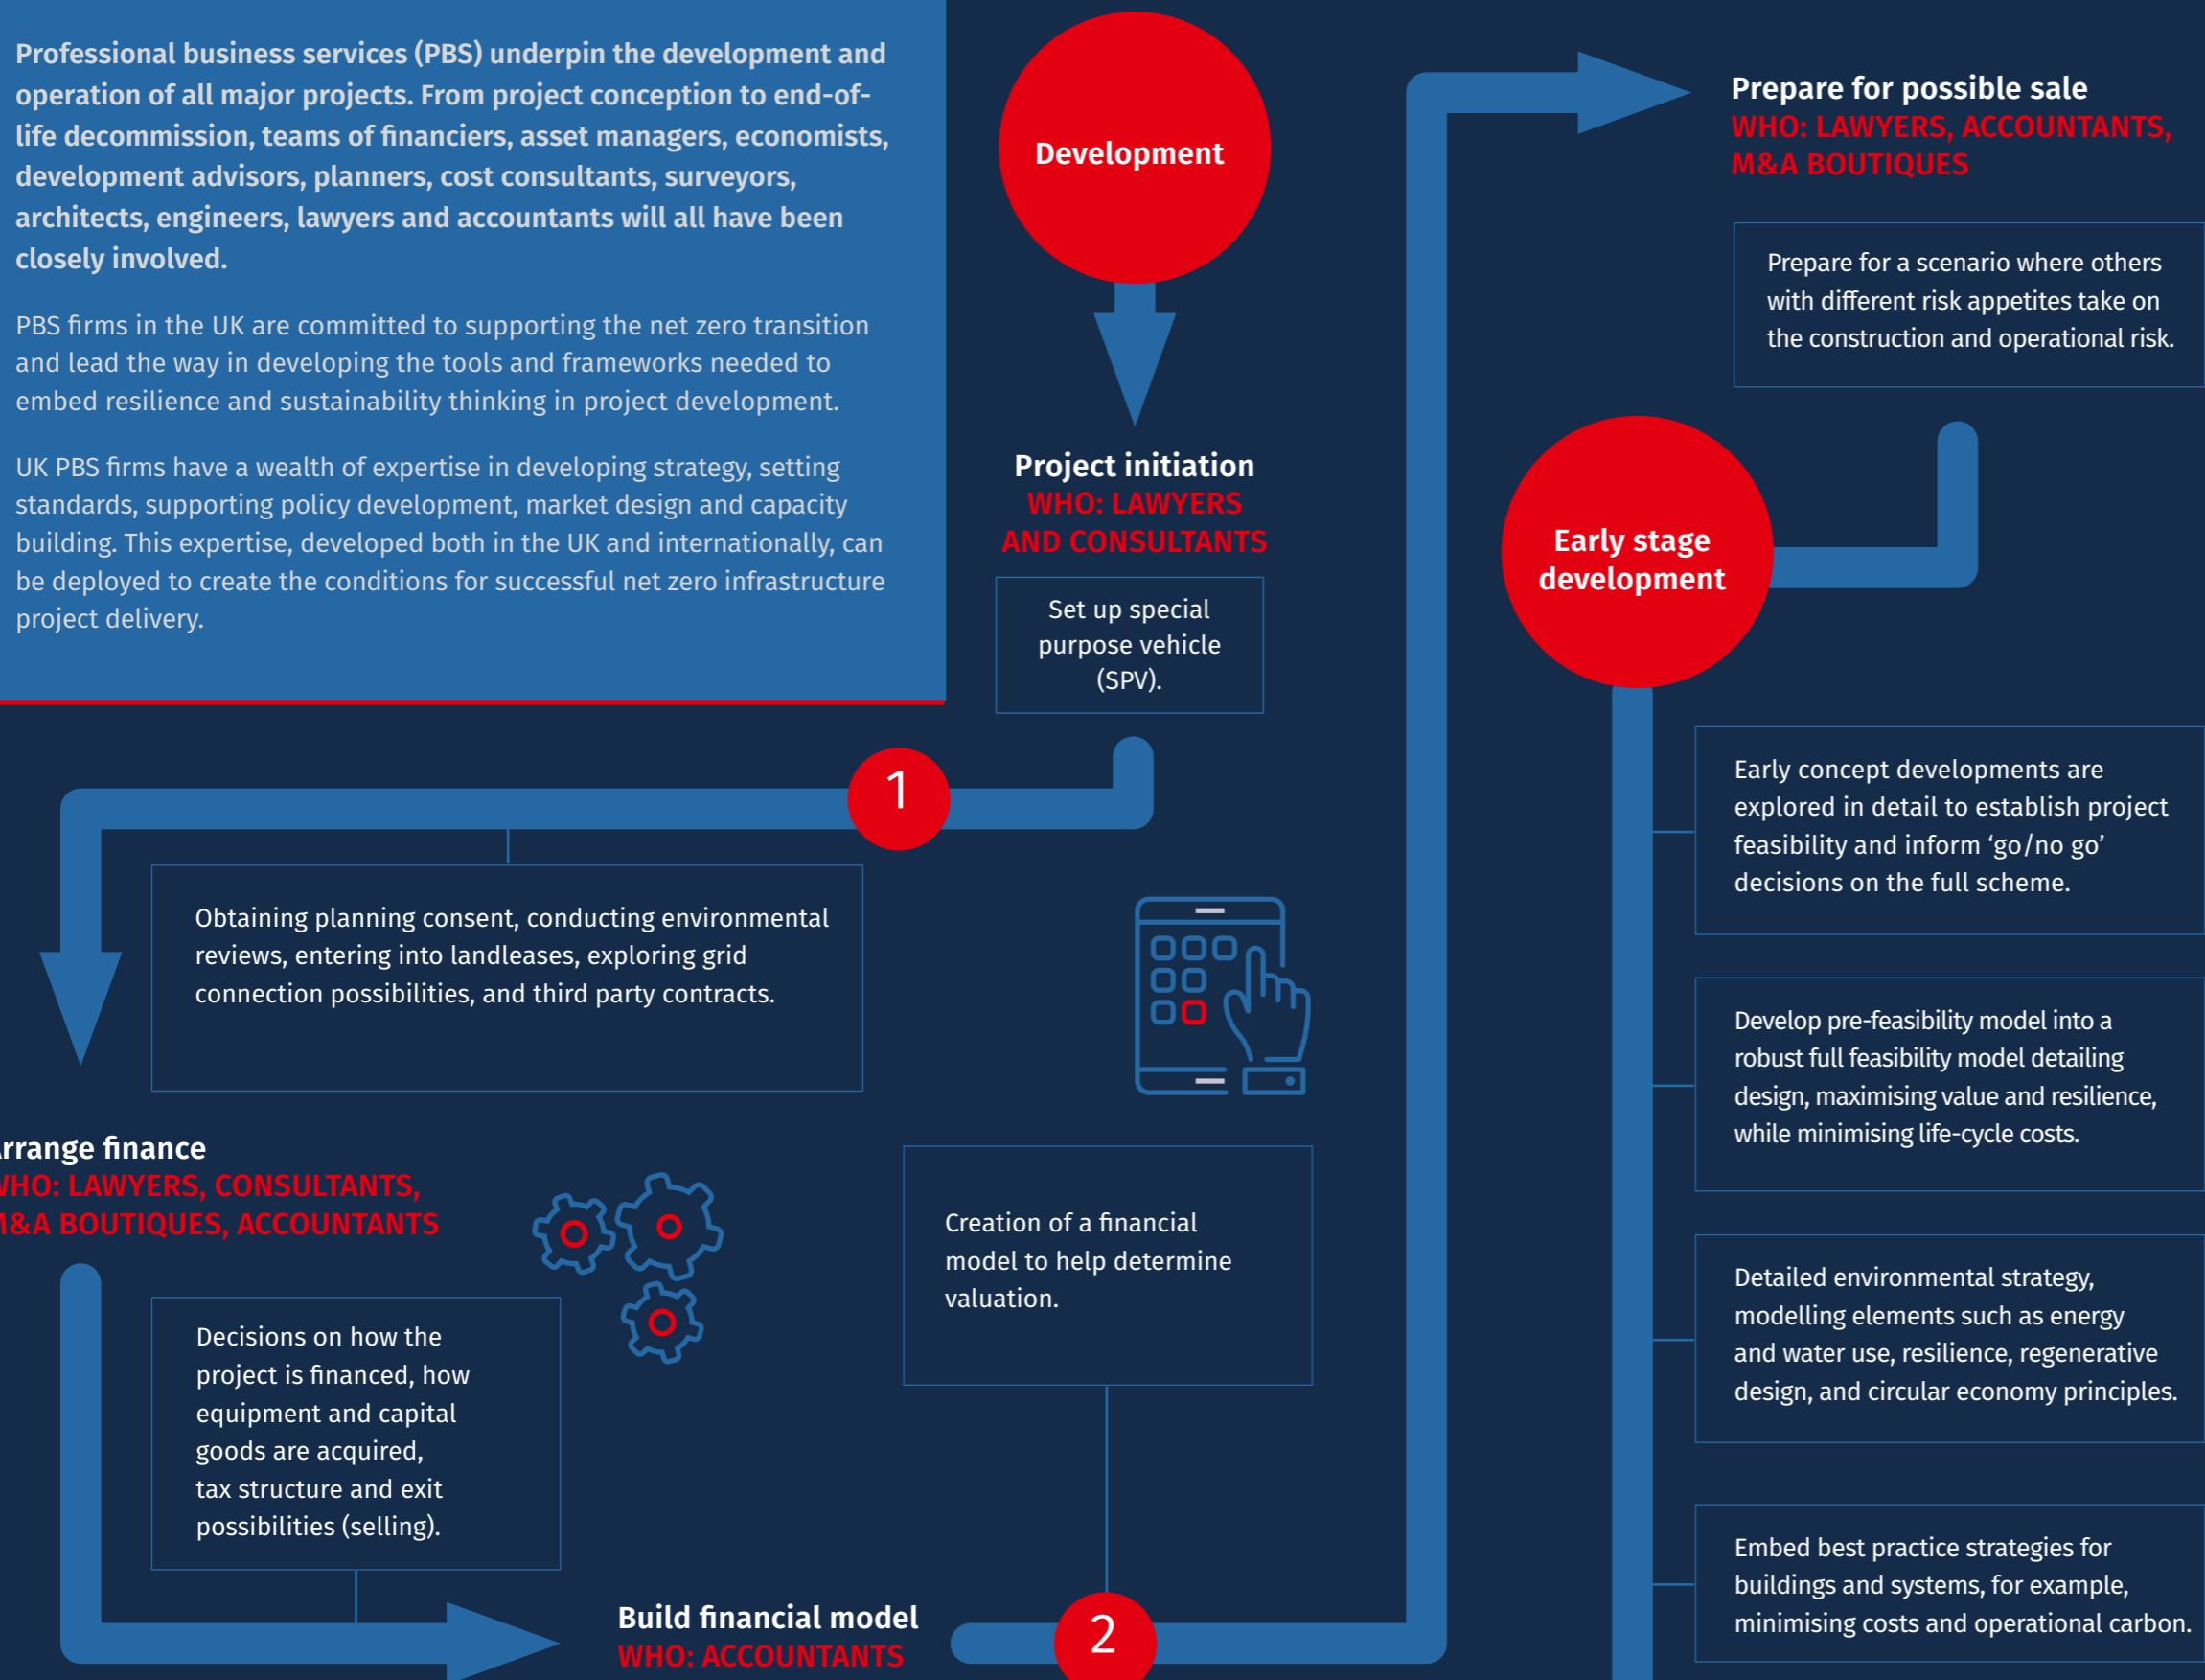 Professional business services (PBS) underpin the development and
operation of all major projects. From project conception to end-of-
life decommission, teams of financiers, asset managers, economists,
development advisors, planners, cost consultants, surveyors,
architects, engineers, lawyers and accountants will all have been
closely involved.
PBS firms in the UK are committed to supporting the net zero transition
and lead the way in developing the tools and frameworks needed to
embed resilience and sustainability thinking in project development.
UK PBS firms have a wealth of expertise in developing strategy, setting
standards, supporting policy development, market design and capacity
building. This expertise, developed both in the UK and internationally, can
be deployed to create the conditions for successful net zero infrastructure
project delivery.
Development
Project initiation
WHO: LAWYERS
AND CONSULTANTS
Set up special
purpose vehicle
(SPV).
1
Obtaining planning consent, conducting environmental
reviews, entering into landleases, exploring grid
connection possibilities, and third party contracts.
Arrange finance
WHO: LAWYERS, CONSULTANTS,
M&A BOUTIQUES, ACCOUNTANTS
Decisions on how the
project is financed, how
equipment and capital
goods are acquired,
tax structure and exit
possibilities (selling).
Build financial model
WHO: ACCOUNTANTS
Creation of a financial
model to help determine
valuation.
2
Prepare for possible sale
WHO: LAWYERS, ACCOUNTANTS,
M&A BOUTIQUES
Prepare for a scenario where others
with different risk appetites take on
the construction and operational risk.
Early stage
development
Early concept developments are
explored in detail to establish project
feasibility and inform ‘go/no go’
decisions on the full scheme.
Develop pre-feasibility model into a
robust full feasibility model detailing
design, maximising value and resilience,
while minimising life-cycle costs.
Detailed environmental strategy,
modelling elements such as energy
and water use, resilience, regenerative
design, and circular economy principles.
Embed best practice strategies for
buildings and systems, for example,
minimising costs and operational carbon.